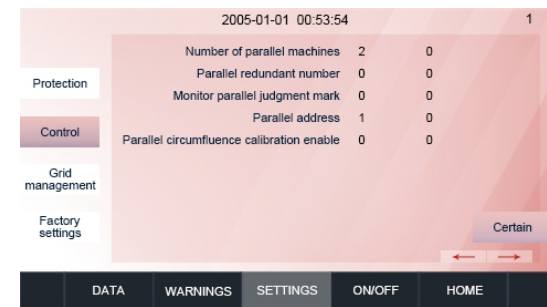 2005-01-01 00:53:54 1
Number of parallel machines 2 0
Parallel redundant number 0 0
Protection
Monitor parallel judgment mark 0 0
Parallel address 1 0
Control
Parallel circumfluence calibration enable 0 0
Grid
management
Factory
settings
Certain
DATA WARNINGS SETTINGS ON/OFF HOME